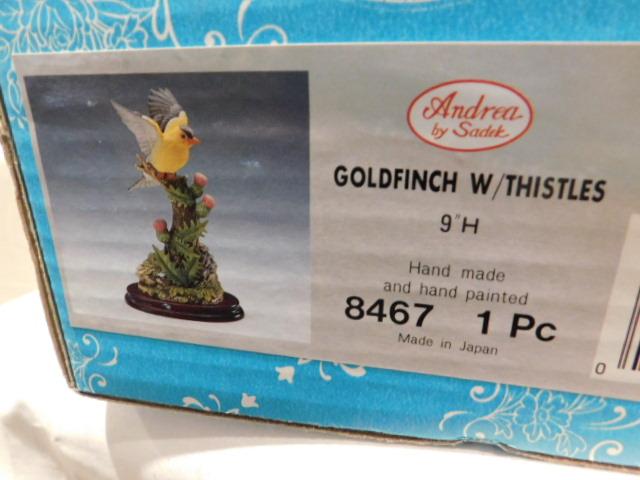 Andrea
by Sadek
GOLDFINCH W/THISTLES
9"H
Hand made
and hand painted
8467 1 Pc
Made in Japan
0